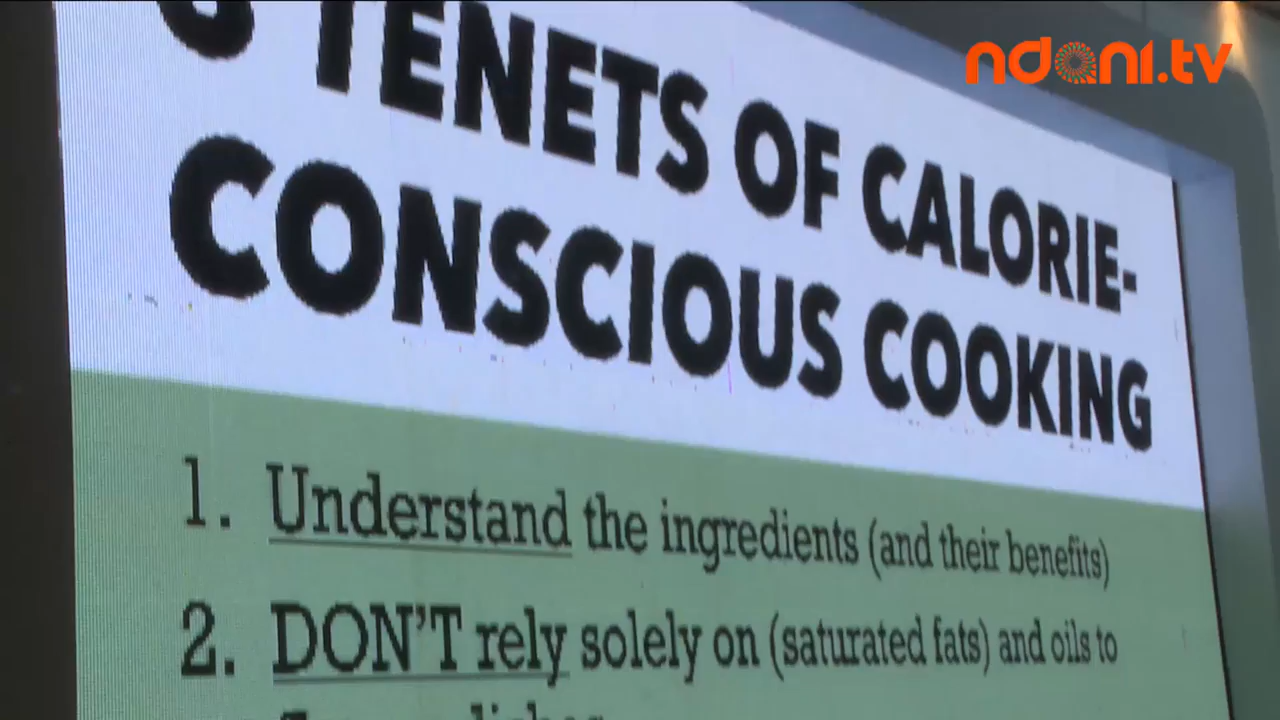 ndani.tv
TENETS OF CALORIE-
CONSCIOUS COOKING
1. Understand the ingredients (and their benefits)
2. DON'T rely solely on (saturated fats) and oils to